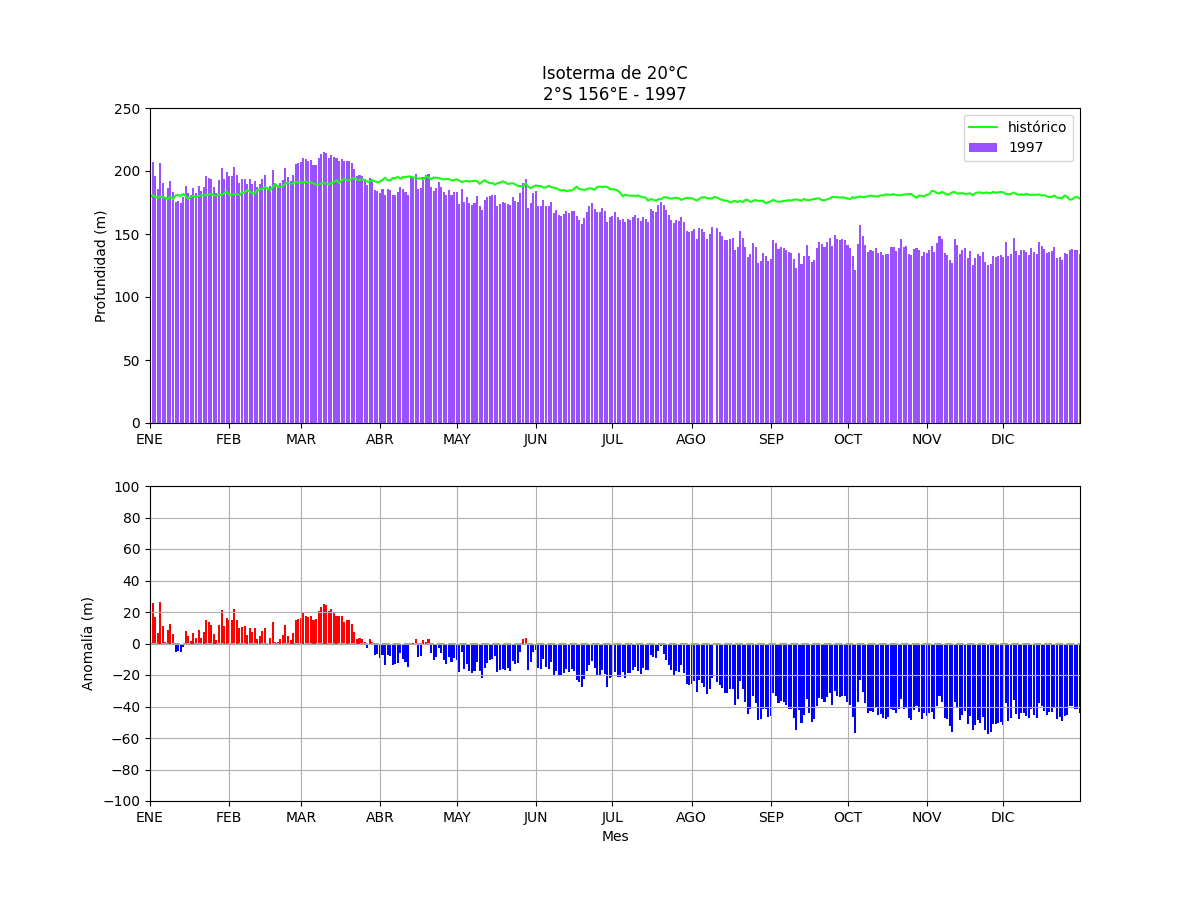 Isoterma de 20°C
2°S 156°E - 1997
histórico
1997
Profundidad (m)
250
200
150
100
50
0
ENE FEB MAR ABR MAY JUN JUL AGO SEP OCT NOV DIC
Anomalía (m)
100
80
60
40
20
0
−20
−40
−60
−80
−100
ENE FEB MAR ABR MAY JUN JUL AGO SEP OCT NOV DIC
Mes